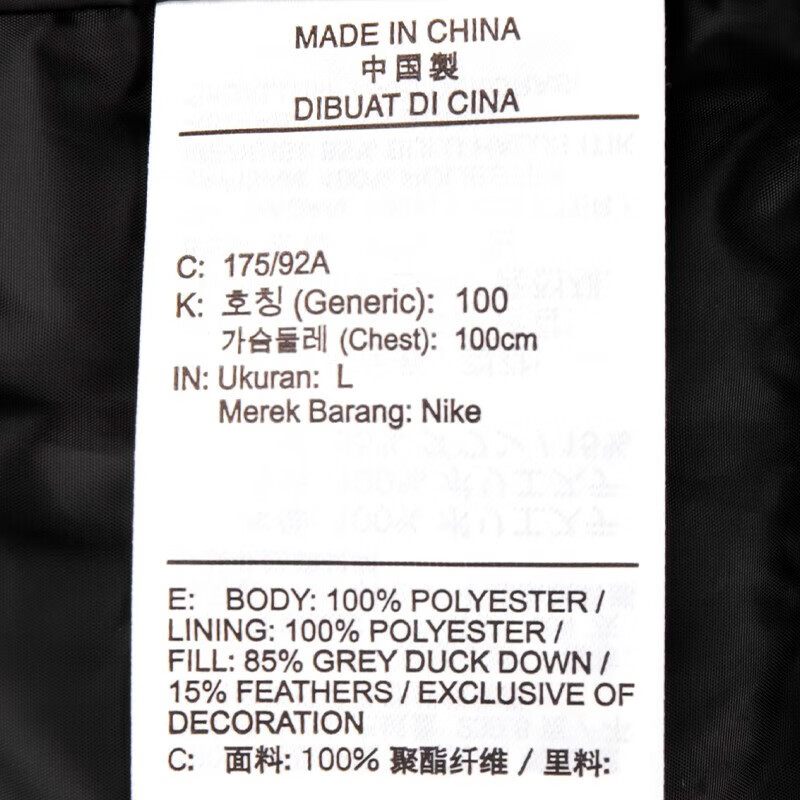 MADE IN CHINA
中国製
DIBUAT DI CINA
C: 175/92A
K: 호칭 (Generic): 100
가슴둘레 (Chest): 100cm
IN: Ukuran: L
Merek Barang: Nike
E: BODY: 100% POLYESTER /
LINING: 100% POLYESTER /
FILL: 85% GREY DUCK DOWN /
15% FEATHERS / EXCLUSIVE OF
DECORATION
C: 面料: 100% 聚酯纤维 / 里料: